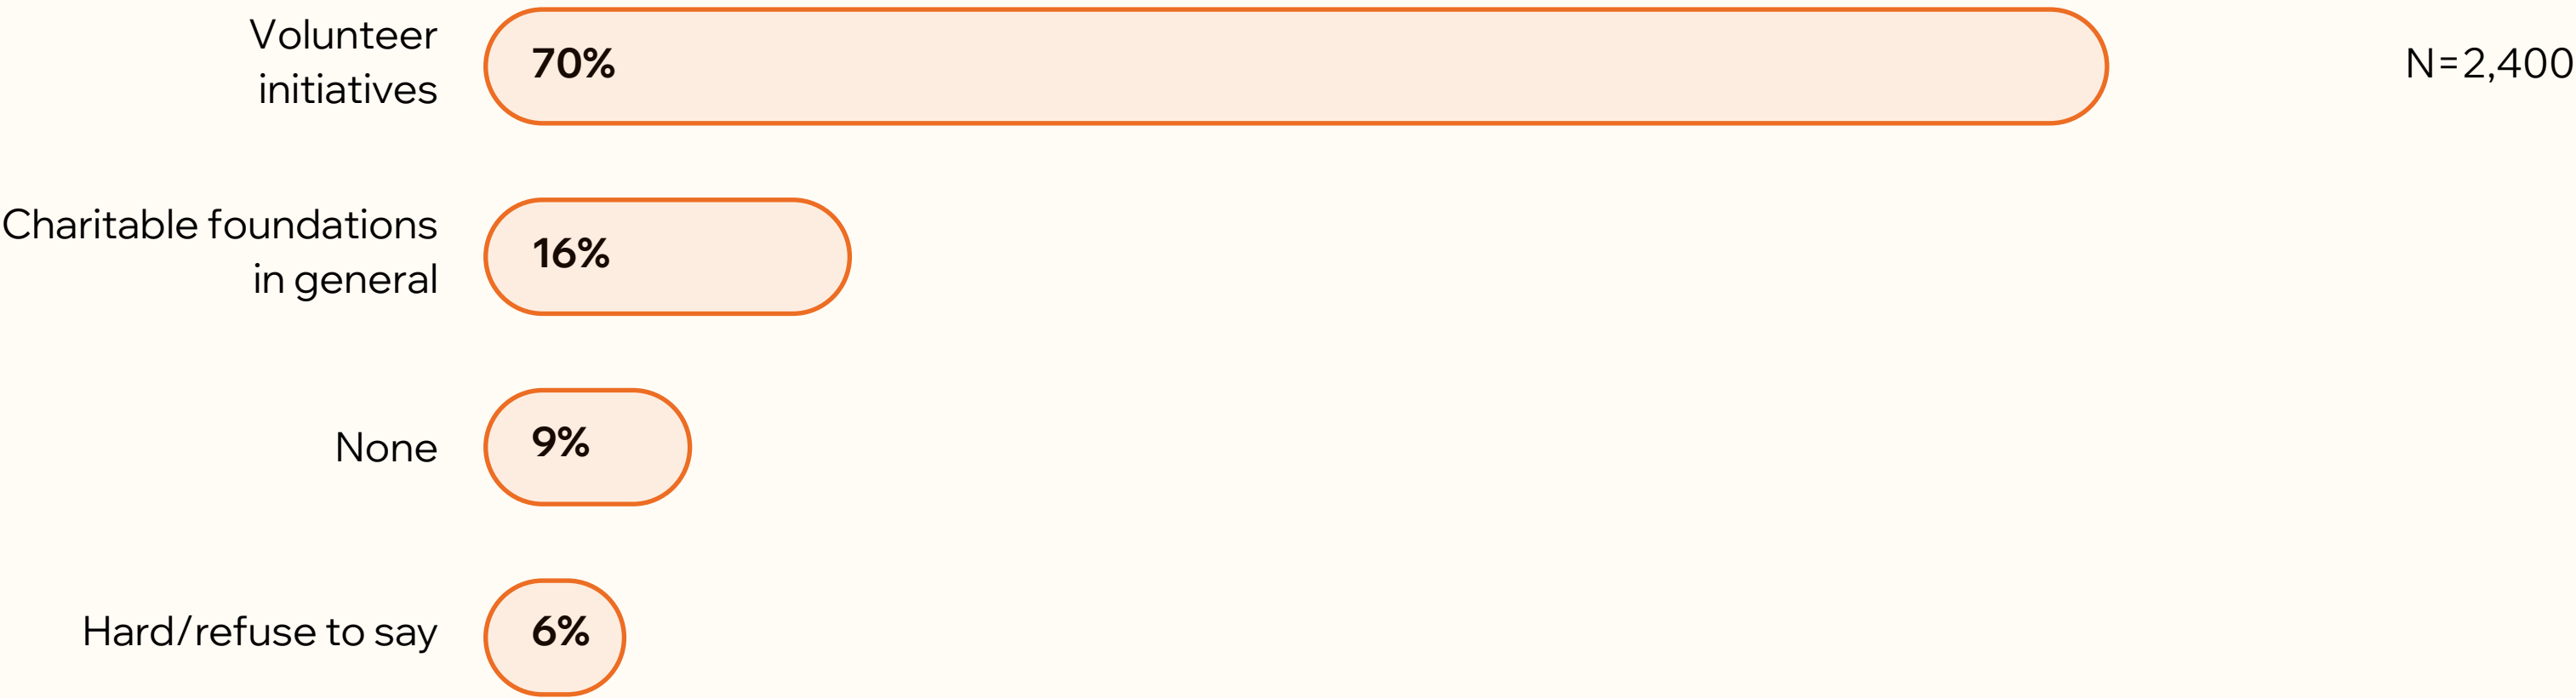 Volunteer
initiatives
70%
N=2,400
Charitable foundations
in general
16%
None
9%
Hard/refuse to say
6%